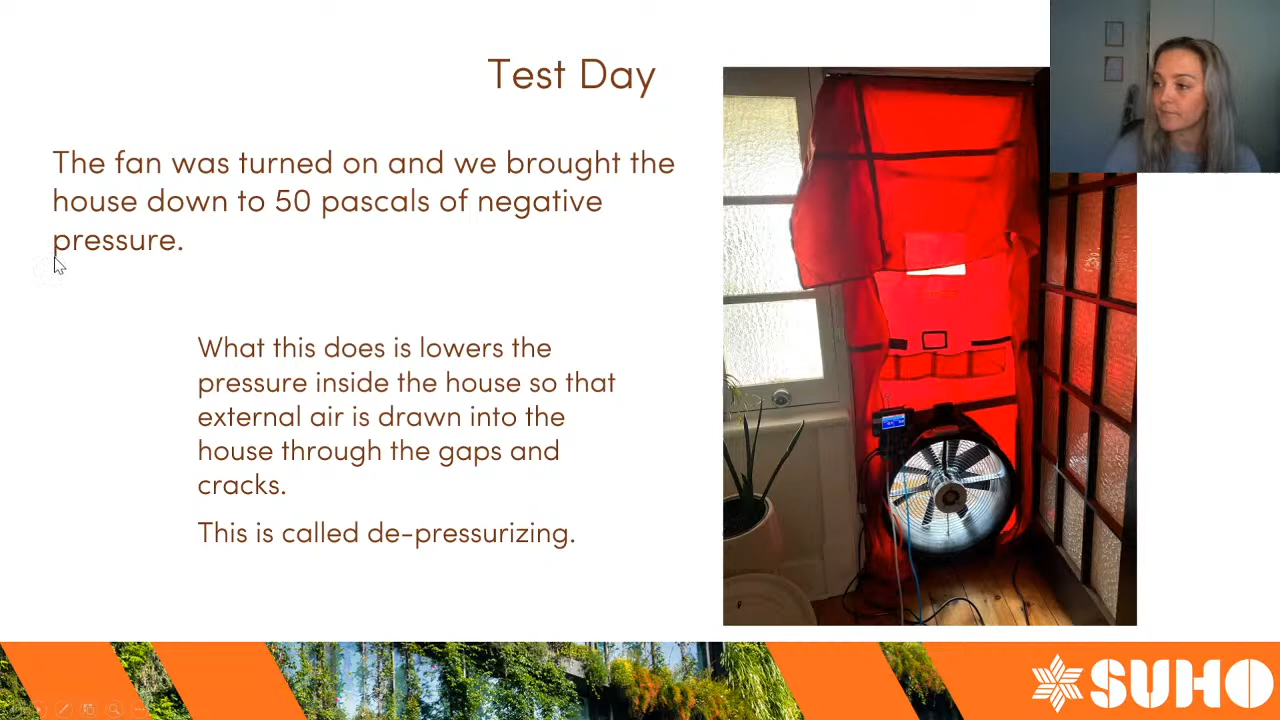 Test Day
The fan was turned on and we brought the
house down to 50 pascals of negative
pressure.
What this does is lowers the
pressure inside the house so that
external air is drawn into the
house through the gaps and
cracks.
This is called de-pressurizing.
SUHO